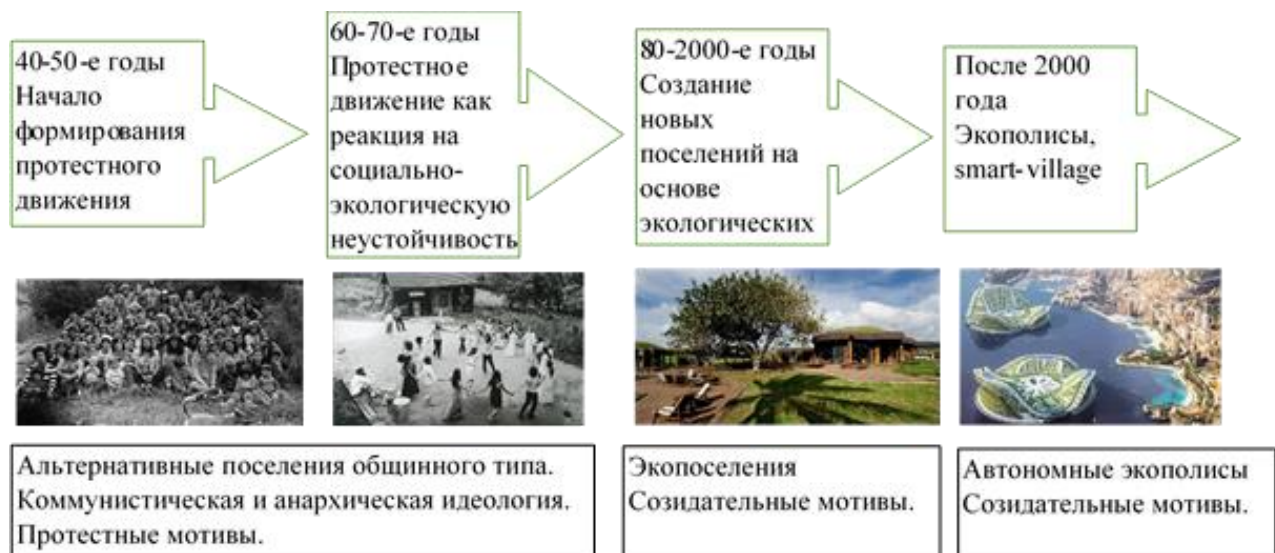 40-50-е годы
Начало
формирования
протестного
движения
60-70-е годы
Протестное
движение как
реакция на
социально-
экологическую
неустойчивость
80-2000-е годы
Создание
новых
поселений на
основе
экологических
После 2000
года
Экополисы,
smart-village
Альтернативные поселения общинного типа.
Коммунистическая и анархическая идеология.
Протестные мотивы.
Экопоселения
Созидательные мотивы.
Автономные экополисы
Созидательные мотивы.